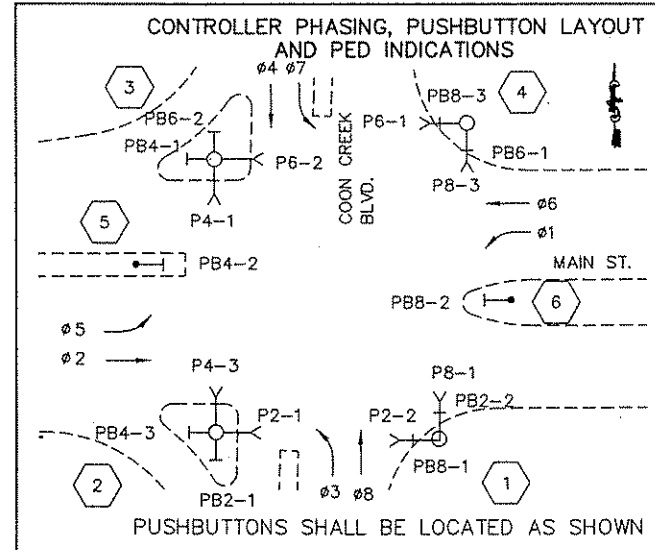 CONTROLLER PHASING, PUSHBUTTON LAYOUT
AND PED INDICATIONS
ø4 ø7
3
4
PB8-3
PB6-2
P6-1
PB4-1
P6-2
PB6-1
COON CREEK
BLVD.
P8-3
P4-1
ø6
5
ø1
PB4-2
MAIN ST.
PB8-2
6
ø5
ø2
P4-3
P8-1
P2-1
P2-2
PB2-2
PB4-3
PB8-1
2
PB2-1
ø3 ø8
1
PUSHBUTTONS SHALL BE LOCATED AS SHOWN